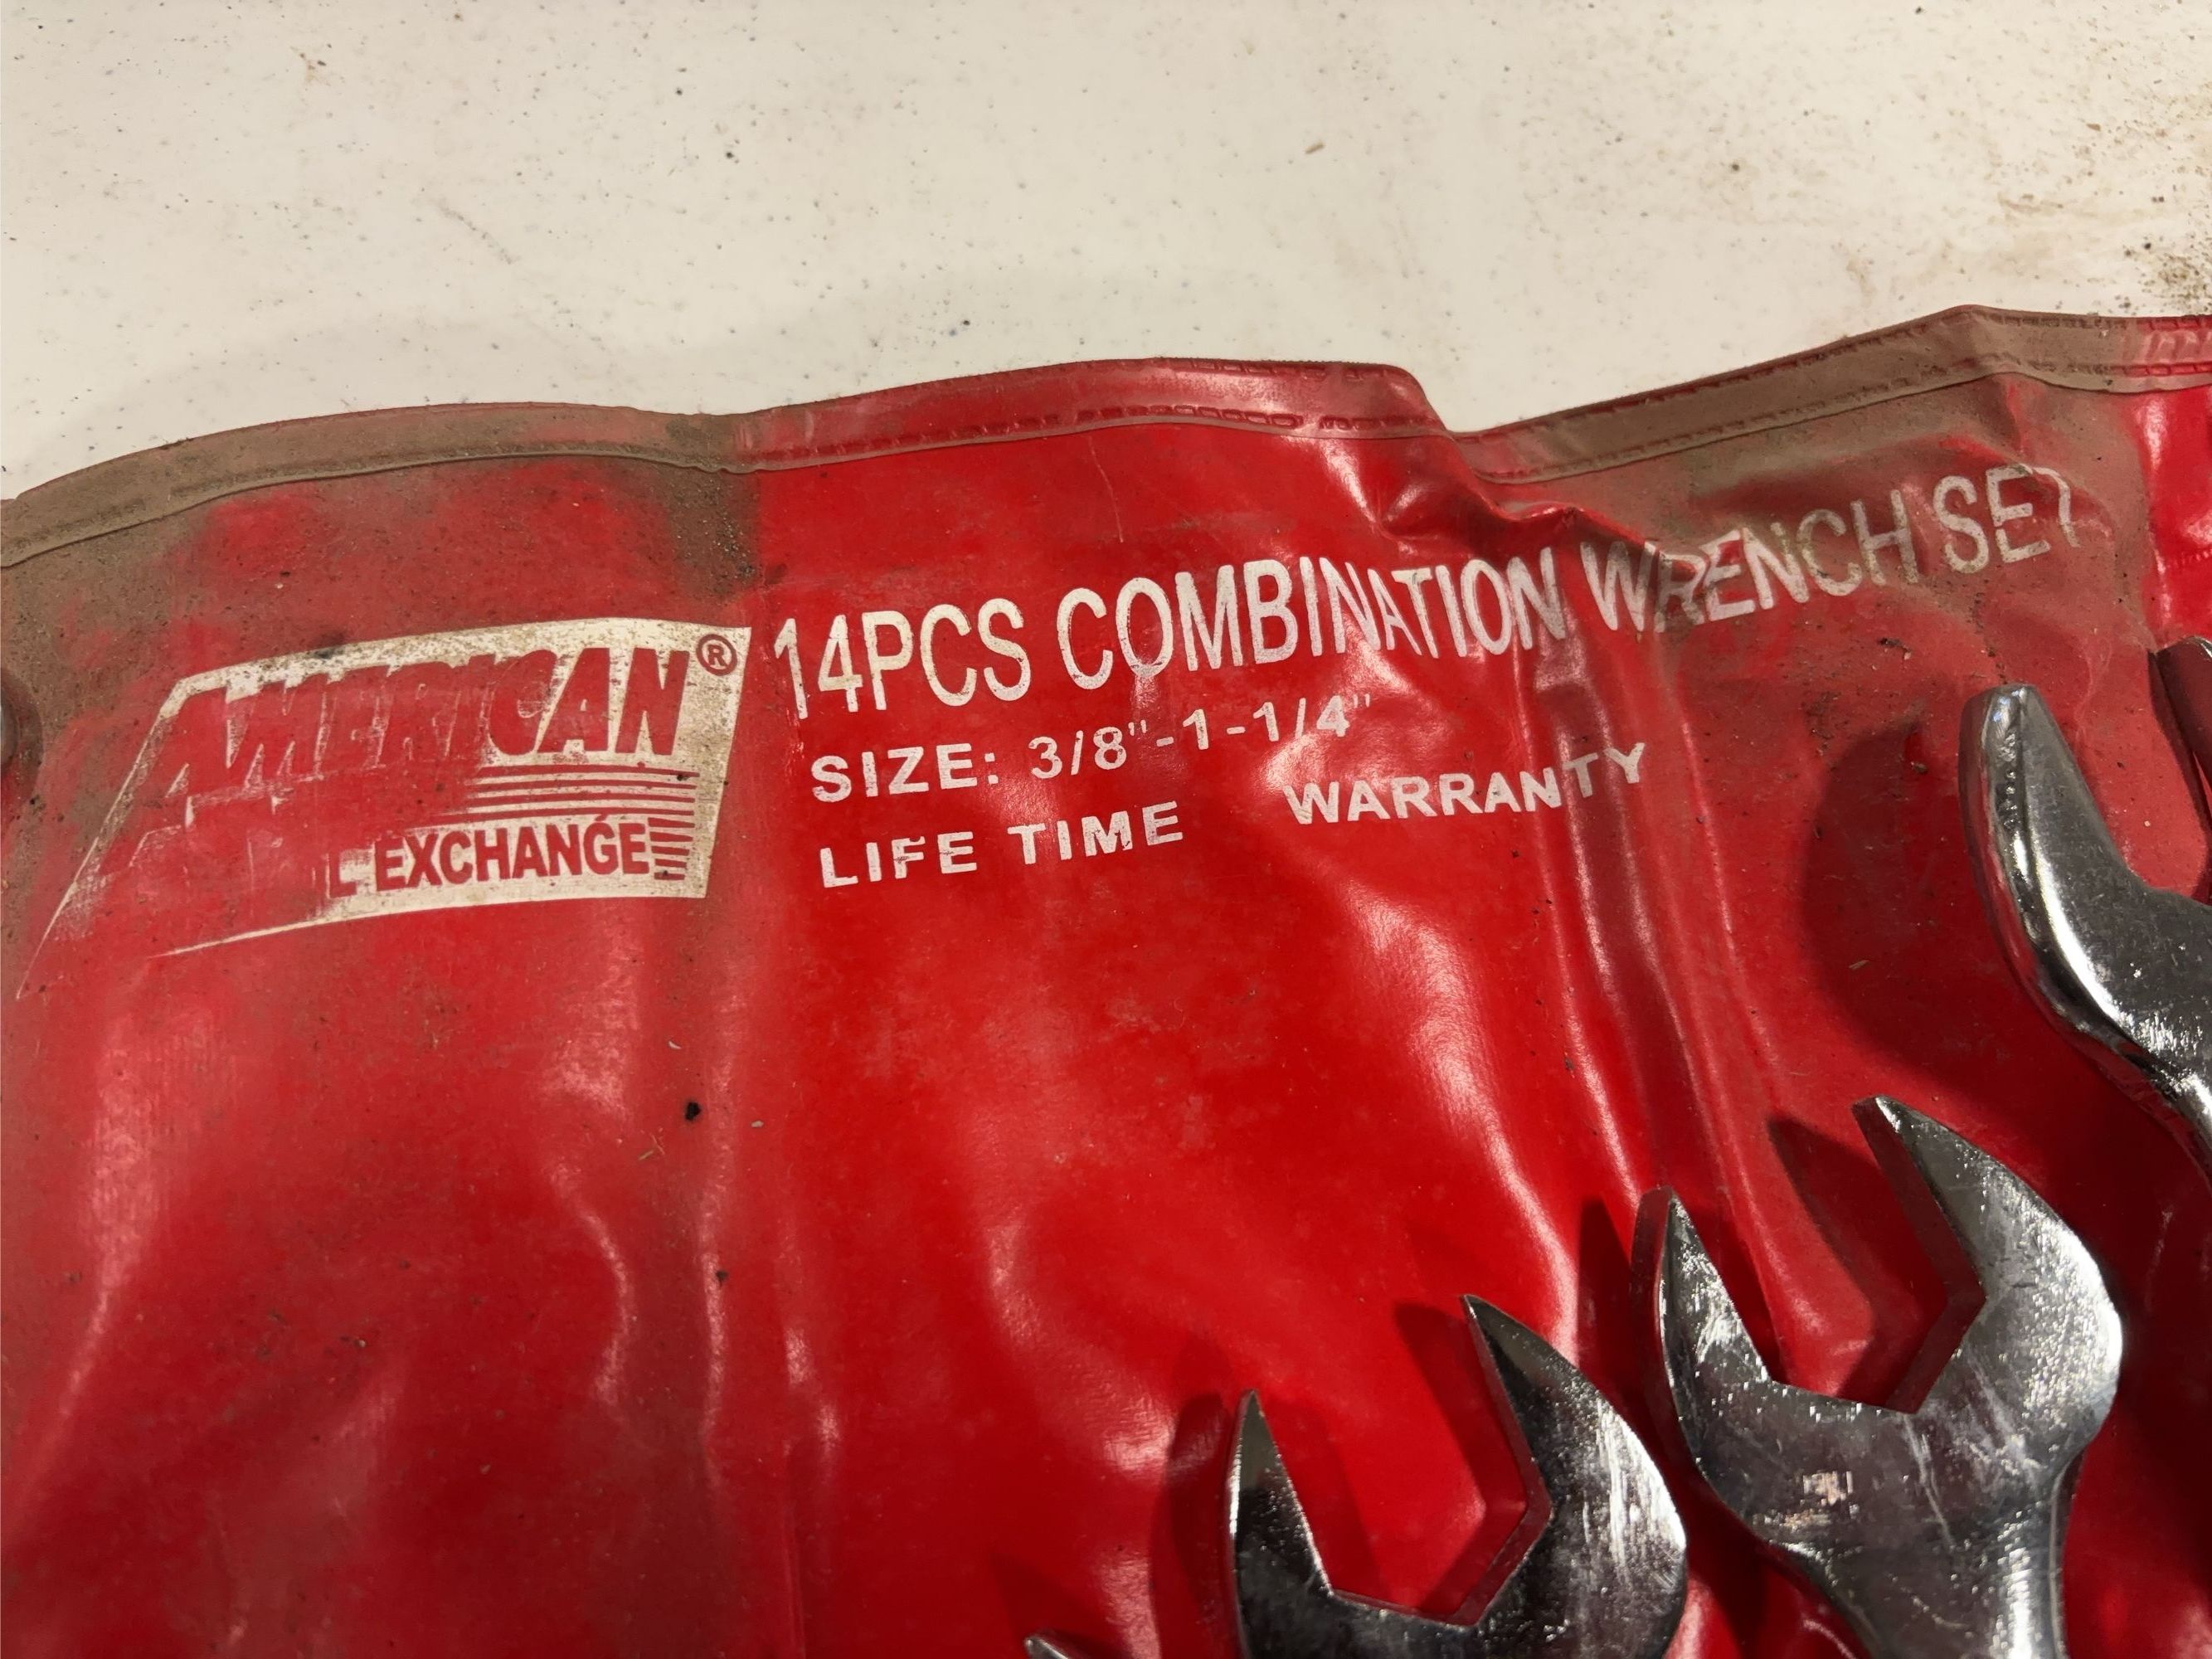 AMERICAN®
EXCHANGE
14PCS COMBINATION WRENCH SET
SIZE: 3/8"-1-1/4"
LIFE TIME WARRANTY